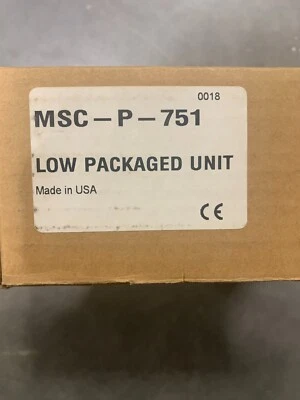 0018
MSC-P-751
LOW PACKAGED UNIT
Made in USA
CE